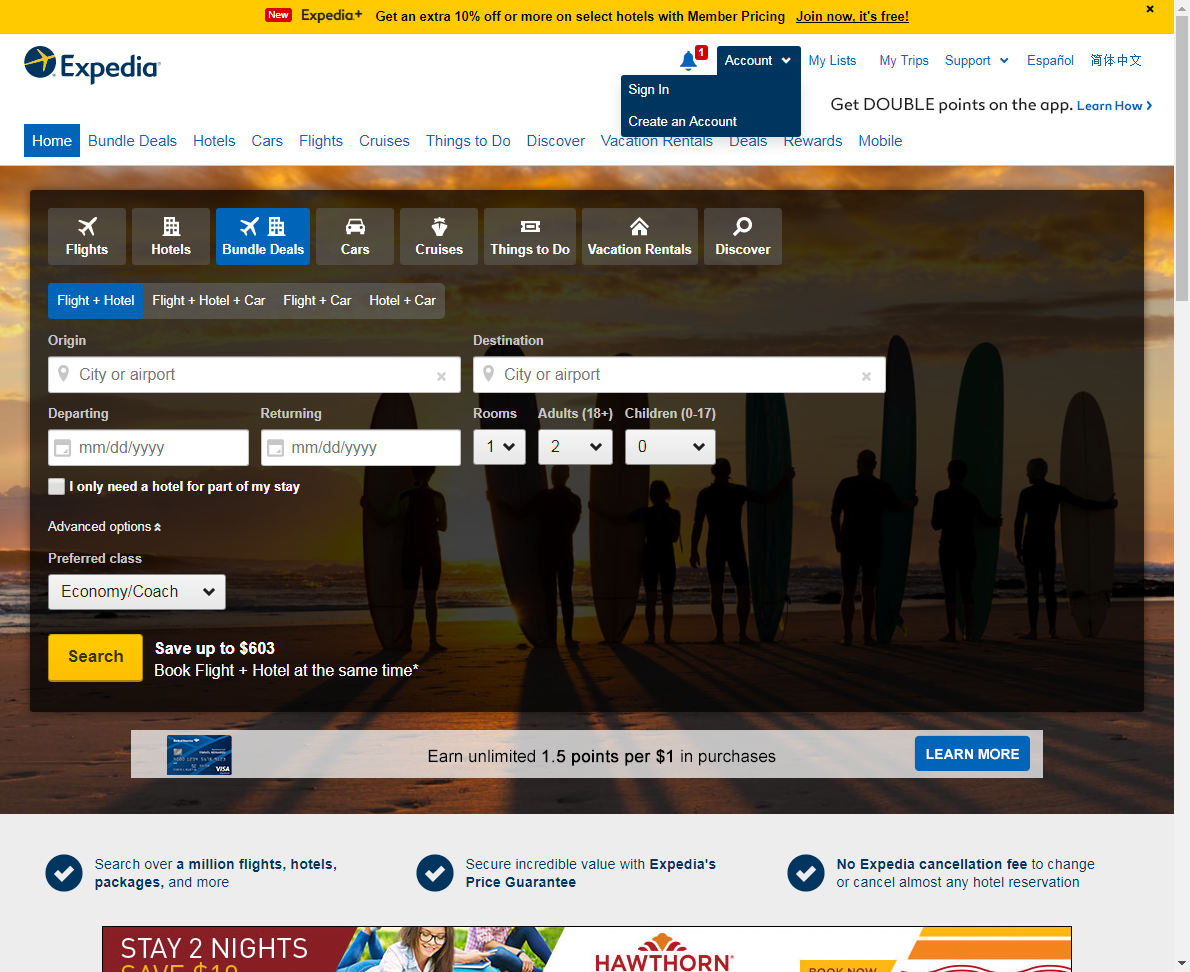 New Expedia+ Get an extra 10% off or more on select hotels with Member Pricing Join now, it's free!
Expedia
1
Account My Lists My Trips Support Español 简体中文
Sign In
Create an Account
Get DOUBLE points on the app. Learn How
Home Bundle Deals Hotels Cars Flights Cruises Things to Do Discover Vacation Rentals Deals Rewards Mobile
Flights Hotels Bundle Deals Cars Cruises Things to Do Vacation Rentals Discover
Flight + Hotel Flight + Hotel + Car Flight + Car Hotel + Car
Origin Destination
City or airport City or airport
Departing Returning Rooms Adults (18+) Children (0-17)
mm/dd/yyyy mm/dd/yyyy 1 2 0
I only need a hotel for part of my stay
Advanced options
Preferred class
Economy/Coach
Search
Save up to $603
Book Flight + Hotel at the same time*
VISA
Earn unlimited 1.5 points per $1 in purchases
LEARN MORE
Search over a million flights, hotels,
packages, and more
Secure incredible value with Expedia's
Price Guarantee
No Expedia cancellation fee to change
or cancel almost any hotel reservation
STAY 2 NIGHTS
HAWTHORN
BOOK NOW